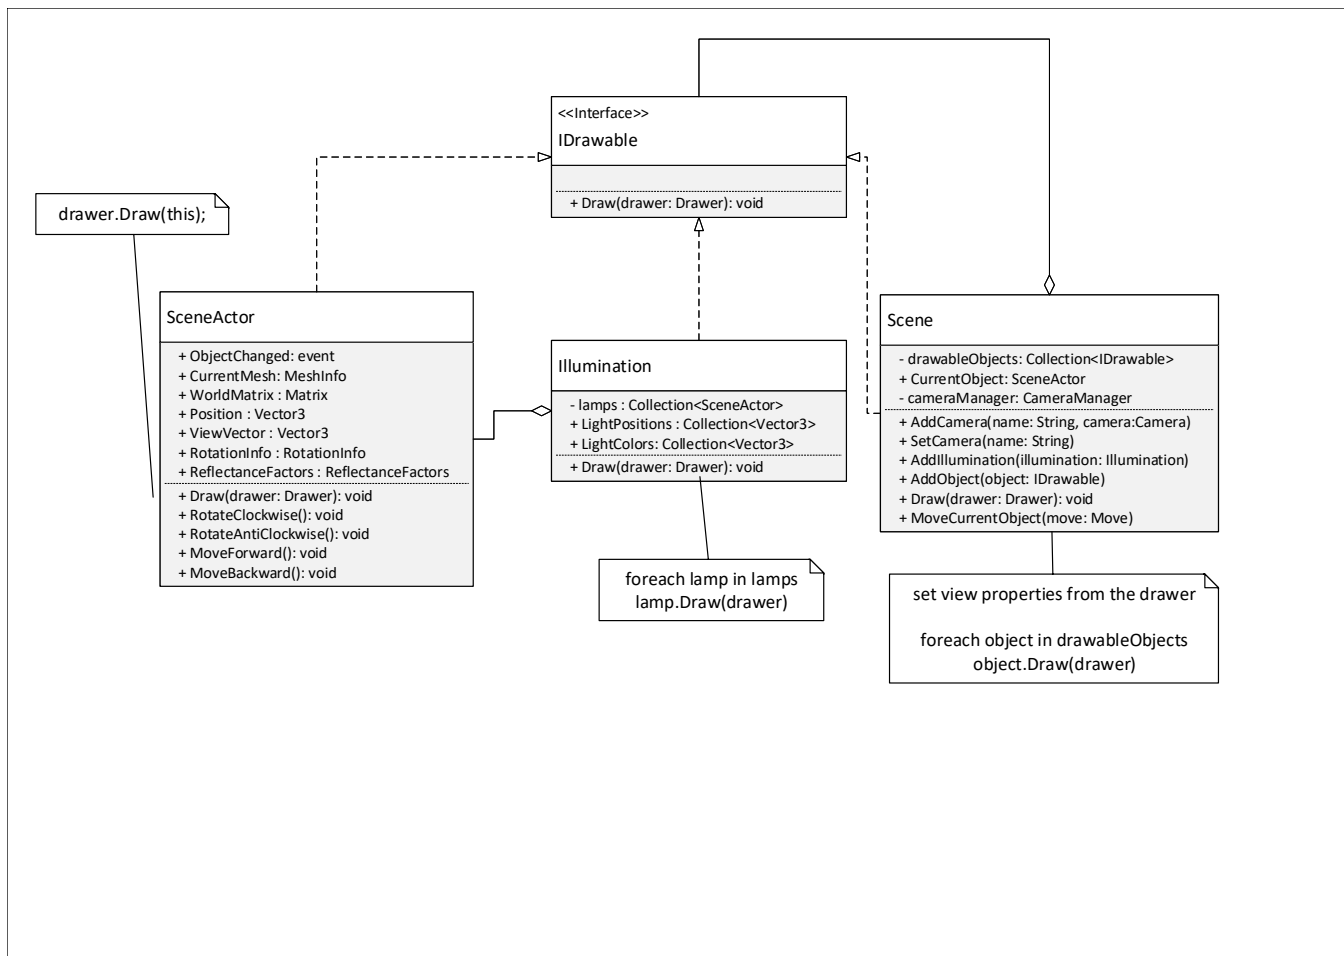 <<Interface>>
IDrawable
+ Draw(drawer: Drawer): void
drawer.Draw(this);
SceneActor
+ ObjectChanged: event
+ CurrentMesh: MeshInfo
+ WorldMatrix : Matrix
+ Position : Vector3
+ ViewVector : Vector3
+ RotationInfo : RotationInfo
+ ReflectanceFactors : ReflectanceFactors
+ Draw(drawer: Drawer): void
+ RotateClockwise(): void
+ RotateAntiClockwise(): void
+ MoveForward(): void
+ MoveBackward(): void
Illumination
- lamps : Collection<SceneActor>
+ LightPositions : Collection<Vector3>
+ LightColors: Collection<Vector3>
+ Draw(drawer: Drawer): void
foreach lamp in lamps
lamp.Draw(drawer)
Scene
- drawableObjects: Collection<IDrawable>
+ CurrentObject: SceneActor
- cameraManager: CameraManager
+ AddCamera(name: String, camera:Camera)
+ SetCamera(name: String)
+ AddIllumination(illumination: Illumination)
+ AddObject(object: IDrawable)
+ Draw(drawer: Drawer): void
+ MoveCurrentObject(move: Move)
set view properties from the drawer
foreach object in drawableObjects
object.Draw(drawer)